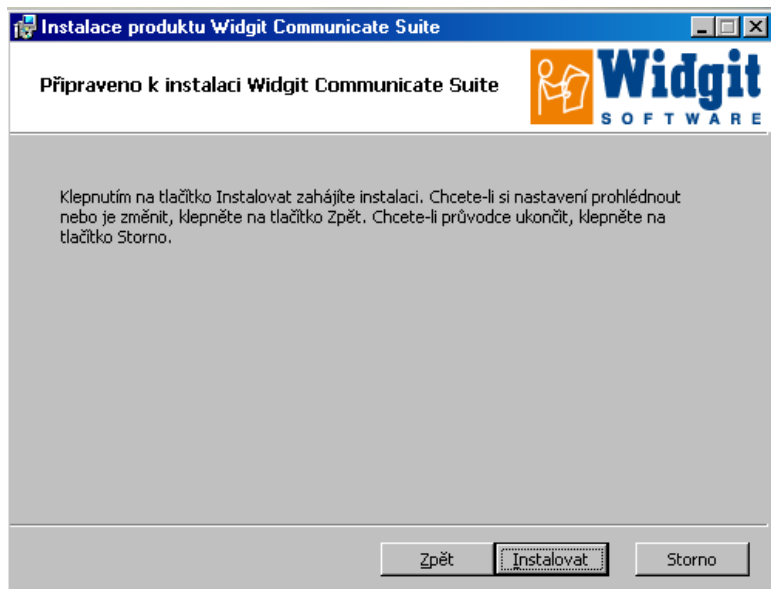 Instalace produktu Widgit Communicate Suite
Připraveno k instalaci Widgit Communicate Suite
Widgit
SOFTWARE
Klepnutím na tlačítko Instalovat zahájíte instalaci. Chcete-li si nastavení prohlédnout
nebo je změnit, klepněte na tlačítko Zpět. Chcete-li průvodce ukončit, klepněte na
tlačítko Storno.
Zpět
Instalovat
Storno